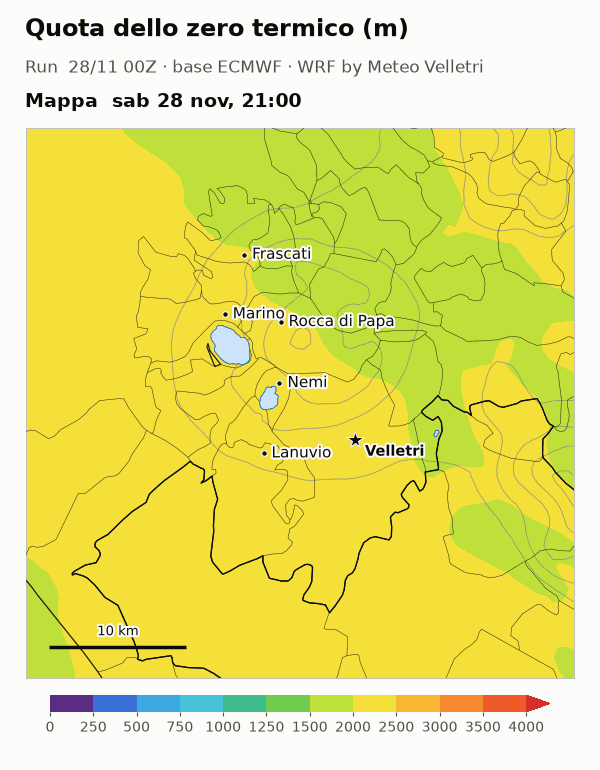 Quota dello zero termico (m)
Run 28/11 00Z · base ECMWF · WRF by Meteo Velletri
Mappa sab 28 nov, 21:00
Frascati
Marino
Rocca di Papa
Nemi
Velletri
Lanuvio
10 km
0 250 500 750 1000 1250 1500 2000 2500 3000 3500 4000